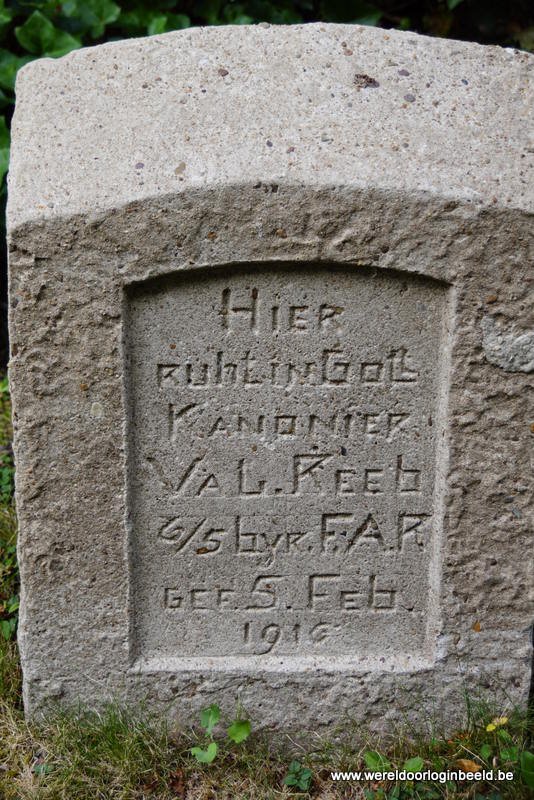 HIER
ruht in Gott
KANONIER
VAL. REEB
6/5 byr. F.A.R
GEF. 5. FEB.
1916
www.wereldoorloginbeeld.be